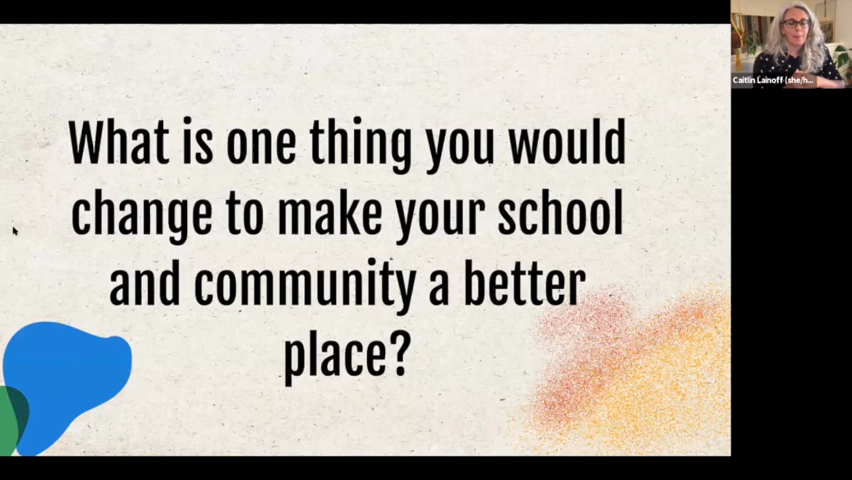 What is one thing you would
change to make your school
and community a better
place?
Caitlin Lainoff (she/h...